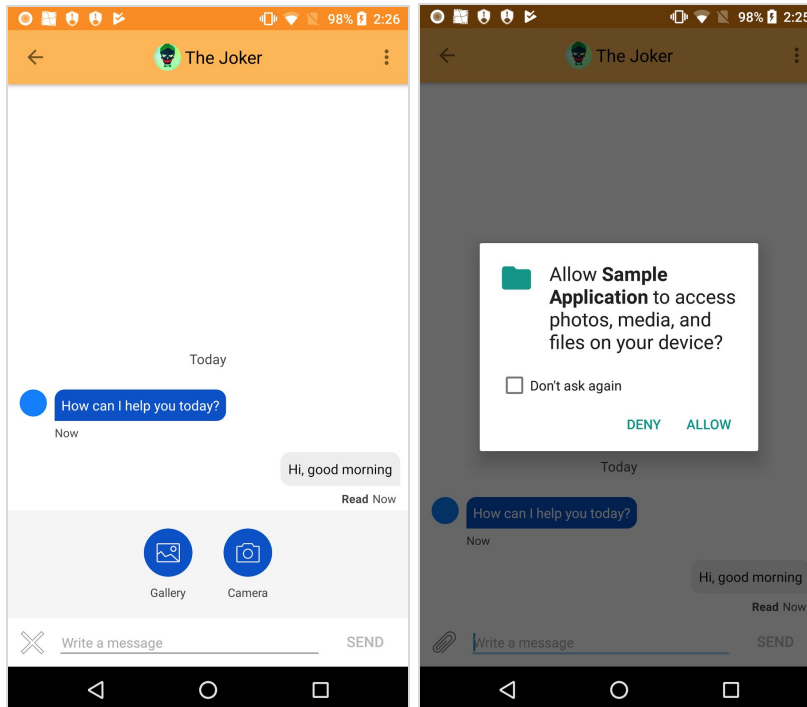 98% 2:26
The Joker
Today
How can I help you today?
Now
Hi, good morning
Read Now
Gallery Camera
Write a message SEND
98% 2:25
The Joker
Allow Sample
Application to access
photos, media, and
files on your device?
Don't ask again
DENY ALLOW
Today
How can I help you today?
Now
Hi, good morning
Read Now
Write a message SEND